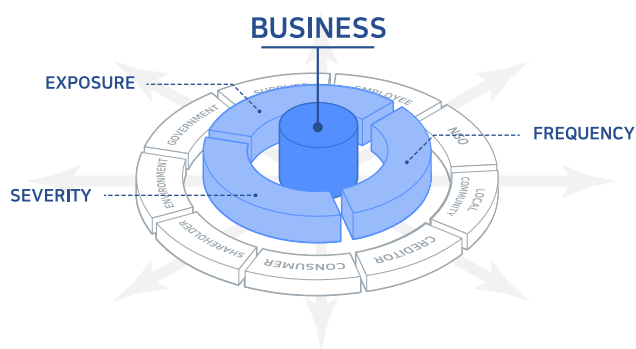 BUSINESS
EXPOSURE
SUPPLIER
EMPLOYEE
GOVERNMENT
NGO
FREQUENCY
ENVIRONMENT
SEVERITY
LOCAL
COMMUNITY
SHAREHOLDER
CREDITOR
CONSUMER